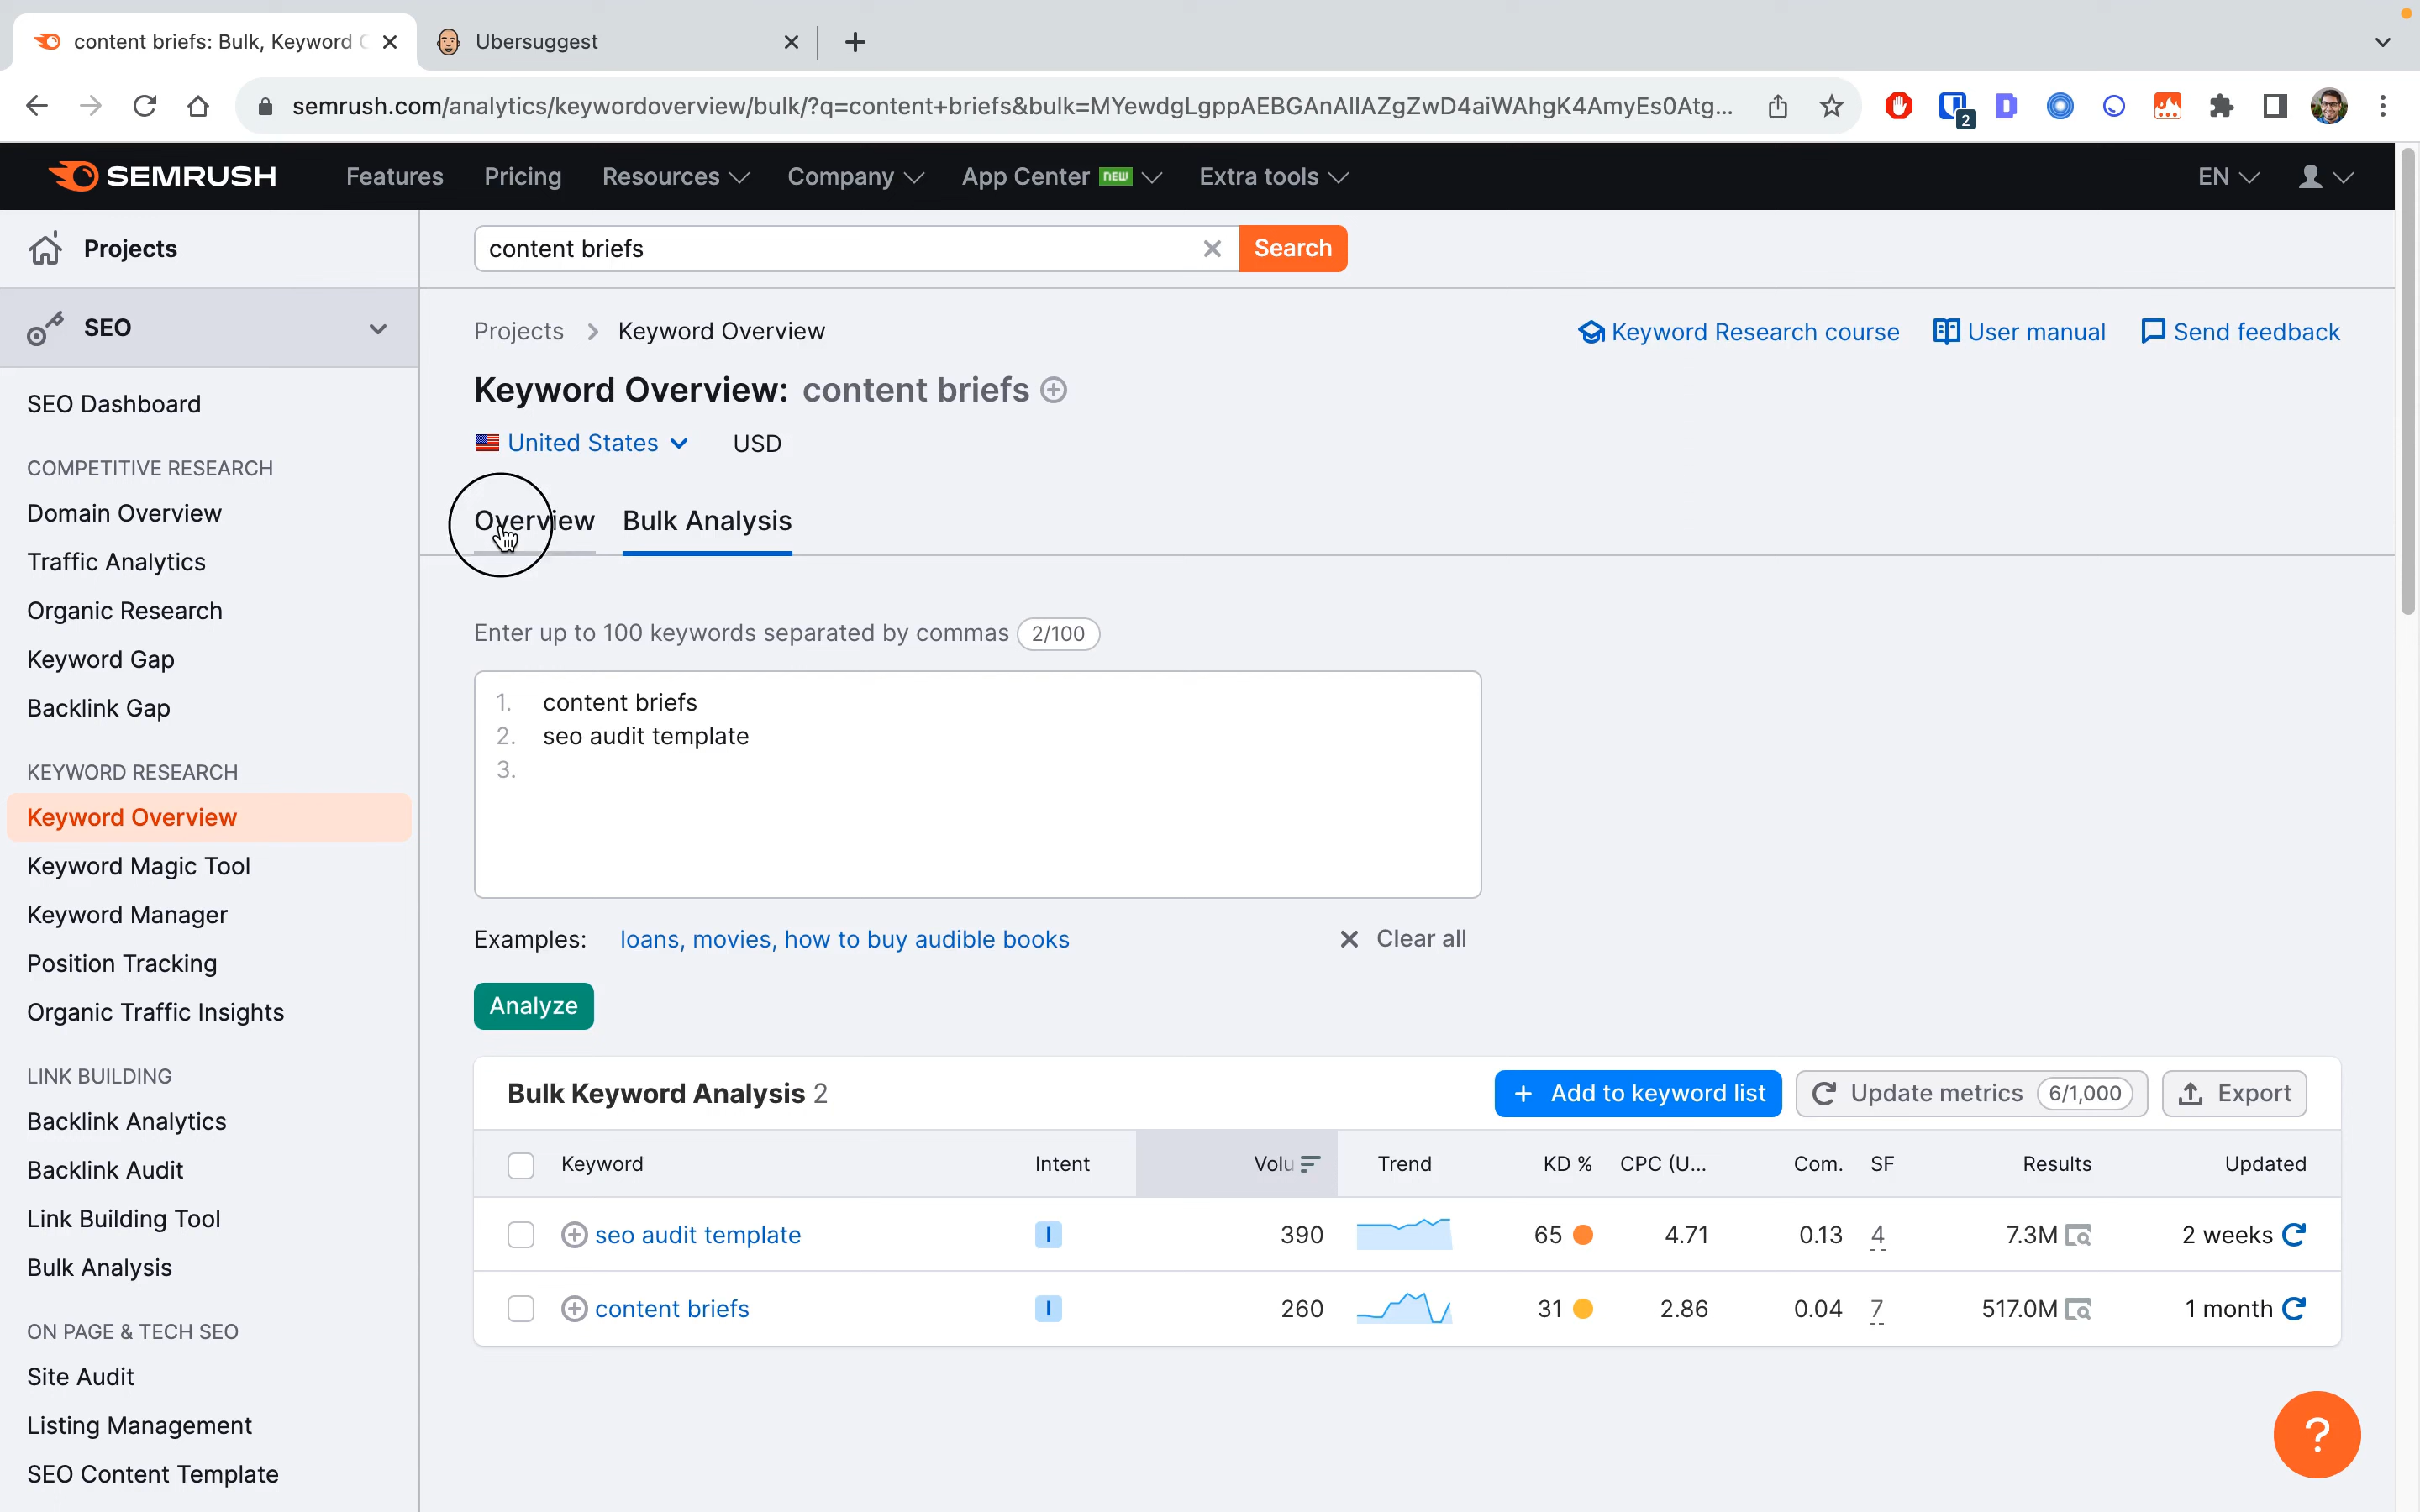 content briefs: Bulk, Keyword
Ubersuggest
semrush.com/analytics/keywordoverview/bulk/?q=content+briefs&bulk=MYewdgLgppAEBGAnAllAZgZwD4aiWAhgK4AmyEs0Atg...
2
SEMRUSH
Features
Pricing
Resources
Company
App Center new
Extra tools
EN
Projects
content briefs
Search
SEO
Projects > Keyword Overview
Keyword Research course
User manual
Send feedback
Keyword Overview: content briefs
United States
USD
Overview
Bulk Analysis
SEO Dashboard
COMPETITIVE RESEARCH
Domain Overview
Traffic Analytics
Organic Research
Keyword Gap
Backlink Gap
KEYWORD RESEARCH
Keyword Overview
Keyword Magic Tool
Keyword Manager
Position Tracking
Organic Traffic Insights
LINK BUILDING
Backlink Analytics
Backlink Audit
Link Building Tool
Bulk Analysis
ON PAGE & TECH SEO
Site Audit
Listing Management
SEO Content Template
Enter up to 100 keywords separated by commas 2/100
1. content briefs
2. seo audit template
3.
Examples: loans, movies, how to buy audible books
Clear all
Analyze
Bulk Keyword Analysis 2
+ Add to keyword list
Update metrics 6/1,000
Export
Keyword Intent Volu Trend KD % CPC (U... Com. SF Results Updated
seo audit template I 390 65 4.71 0.13 4 7.3M 2 weeks
content briefs I 260 31 2.86 0.04 7 517.0M 1 month
?